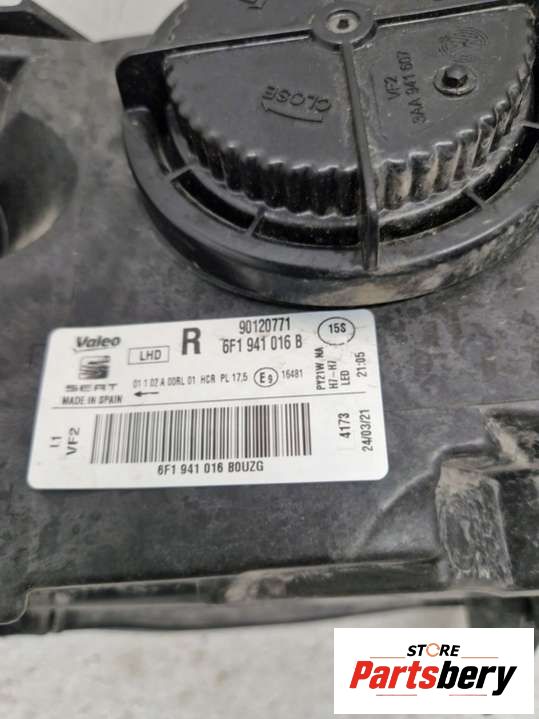 CLOSE
VF2
3AA 941 607
Valeo
LHD
R
90120771
6F1 941 016 B
15S
SEAT
MADE IN SPAIN
01 1 02 A 00RL 01 HCR PL 17,5
E9
16481
PY21W NA
H7-H7
LED
21:05
L1
VF2
4173
24/03/21
6F1 941 016 B0UZG
STORE
Partsbery